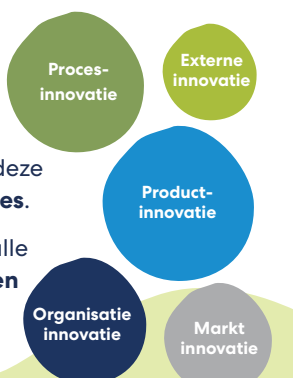 Proces-
innovatie
Externe
innovatie
deze
es.
Product-
innovatie
alle
en
Organisatie
innovatie
Markt
innovatie